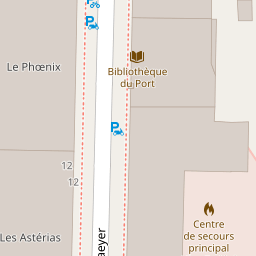 Le Phœnix
Bibliothèque
du Port
P
12
12
Centre
de secours
principal
Les Astérias